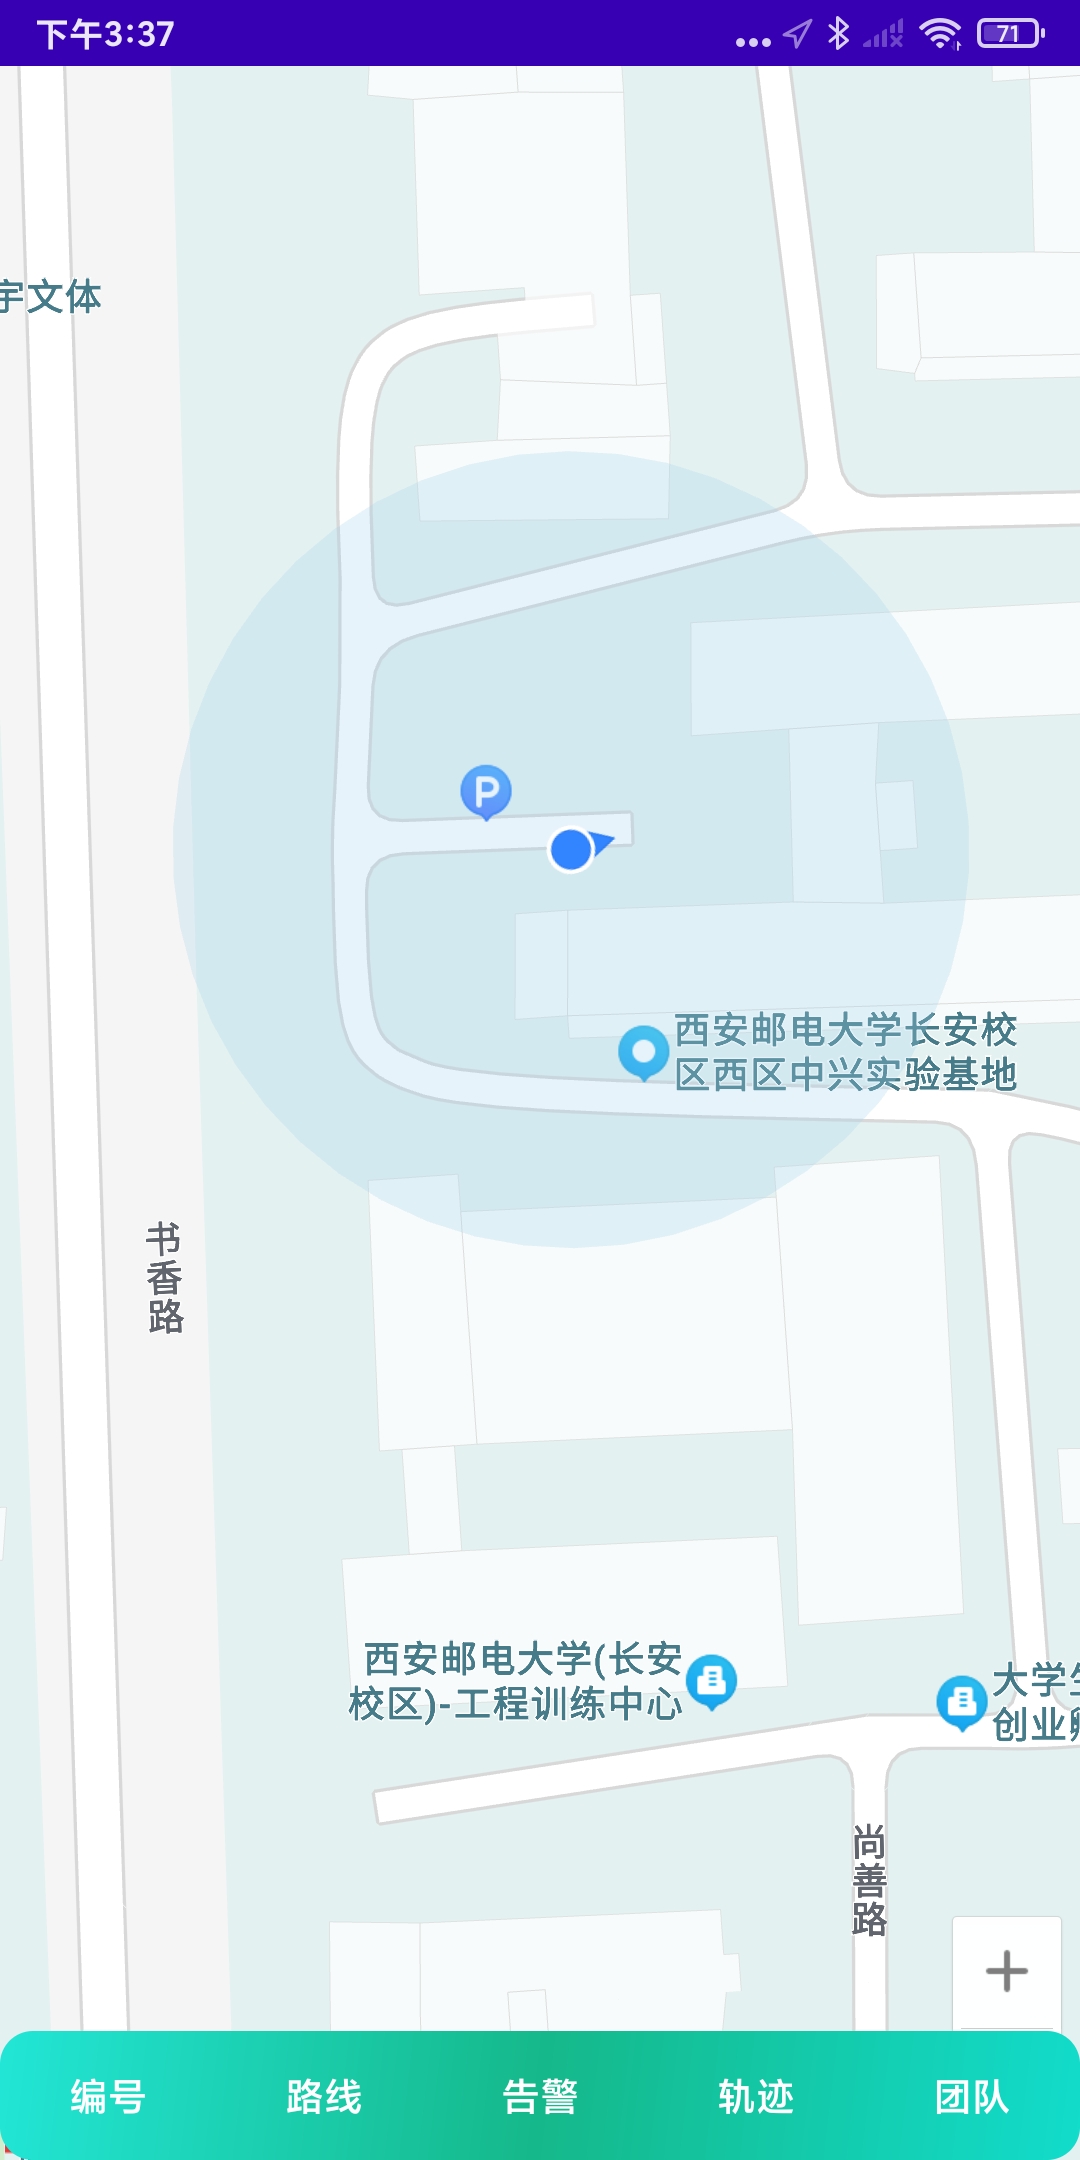 下午3:37
71
宇文体
P
西安邮电大学长安校
区西区中兴实验基地
书香路
西安邮电大学(长安
校区)-工程训练中心
大学生
创业
尚善路
编号 路线 告警 轨迹 团队